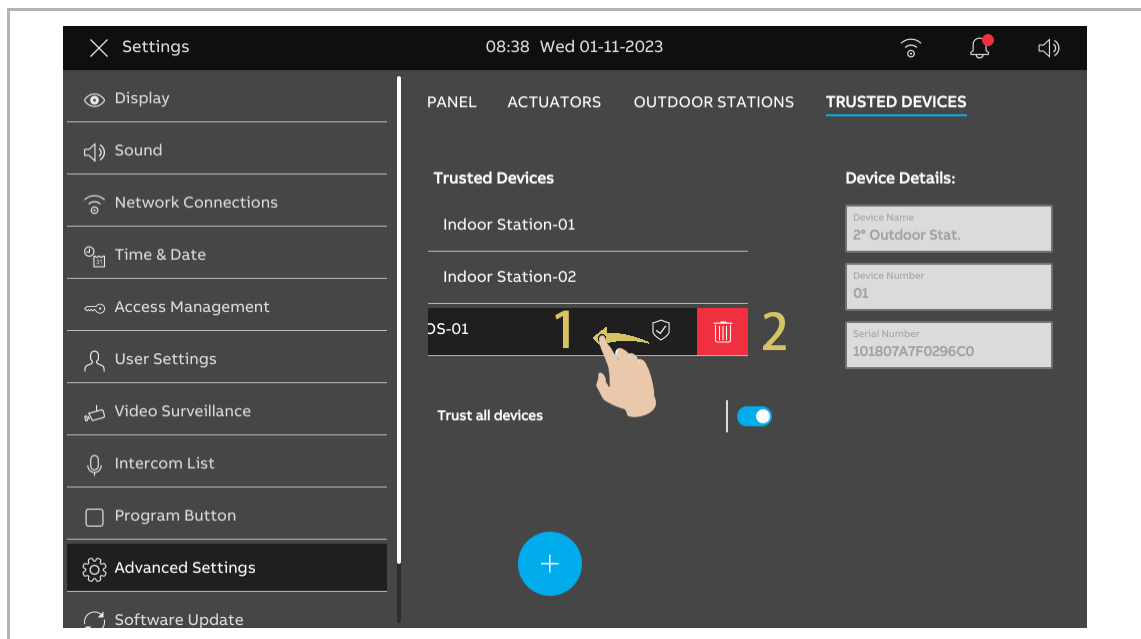 Settings
08:38 Wed 01-11-2023
Display
Sound
Network Connections
Time & Date
31
Access Management
User Settings
Video Surveillance
Intercom List
Program Button
Advanced Settings
Software Update
PANEL ACTUATORS OUTDOOR STATIONS TRUSTED DEVICES
Trusted Devices
Indoor Station-01
Indoor Station-02
OS-01 1 2
Trust all devices
+
Device Details:
Device Name
2° Outdoor Stat.
Device Number
01
Serial Number
101807A7F0296C0